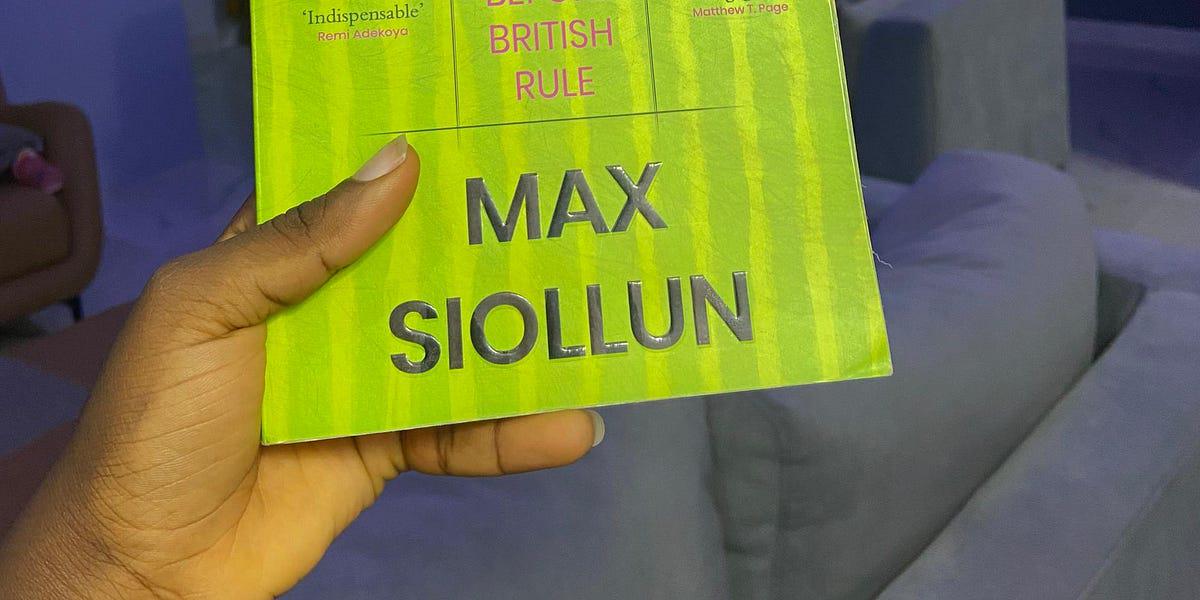 'Indispensable'
Remi Adekoya
BRITISH
RULE
Matthew T. Page
MAX
SIOLLUN